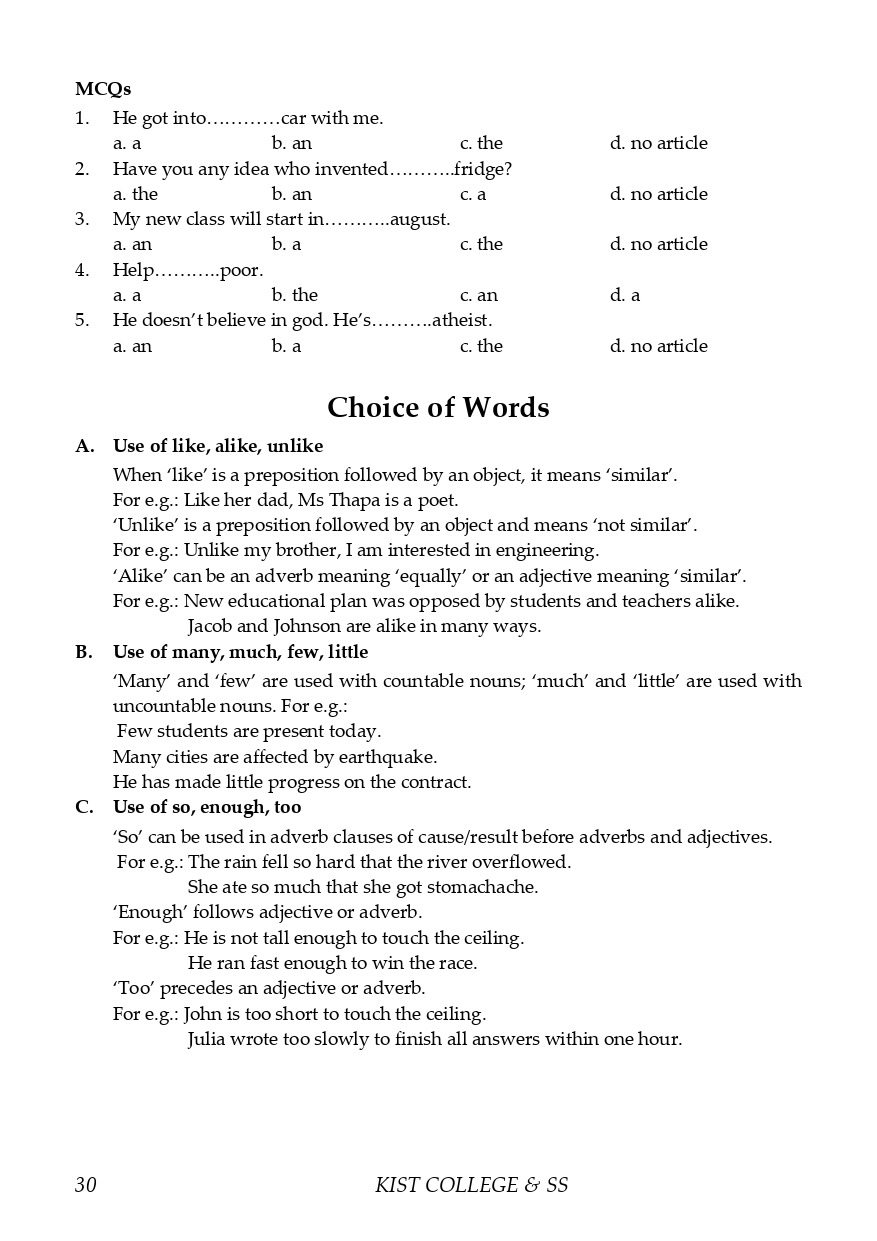 MCQs
1. He got into…………car with me.
a. a b. an c. the d. no article
2. Have you any idea who invented………..fridge?
a. the b. an c. a d. no article
3. My new class will start in………..august.
a. an b. a c. the d. no article
4. Help………..poor.
a. a b. the c. an d. a
5. He doesn’t believe in god. He’s……….atheist.
a. an b. a c. the d. no article
Choice of Words
A. Use of like, alike, unlike
When ‘like’ is a preposition followed by an object, it means ‘similar’.
For e.g.: Like her dad, Ms Thapa is a poet.
‘Unlike’ is a preposition followed by an object and means ‘not similar’.
For e.g.: Unlike my brother, I am interested in engineering.
‘Alike’ can be an adverb meaning ‘equally’ or an adjective meaning ‘similar’.
For e.g.: New educational plan was opposed by students and teachers alike.
Jacob and Johnson are alike in many ways.
B. Use of many, much, few, little
‘Many’ and ‘few’ are used with countable nouns; ‘much’ and ‘little’ are used with
uncountable nouns. For e.g.:
Few students are present today.
Many cities are affected by earthquake.
He has made little progress on the contract.
C. Use of so, enough, too
‘So’ can be used in adverb clauses of cause/result before adverbs and adjectives.
For e.g.: The rain fell so hard that the river overflowed.
She ate so much that she got stomachache.
‘Enough’ follows adjective or adverb.
For e.g.: He is not tall enough to touch the ceiling.
He ran fast enough to win the race.
‘Too’ precedes an adjective or adverb.
For e.g.: John is too short to touch the ceiling.
Julia wrote too slowly to finish all answers within one hour.
30 KIST COLLEGE & SS